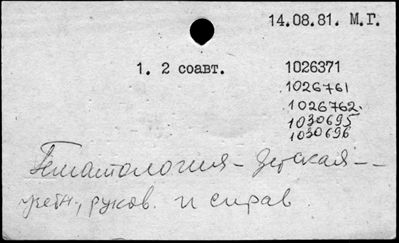 14.08.81. М.Г.
1. 2 соавт.
1026371
1026761
1026762.
1030695
1030696
Гематология - детская -
учебн., руков. и справ.